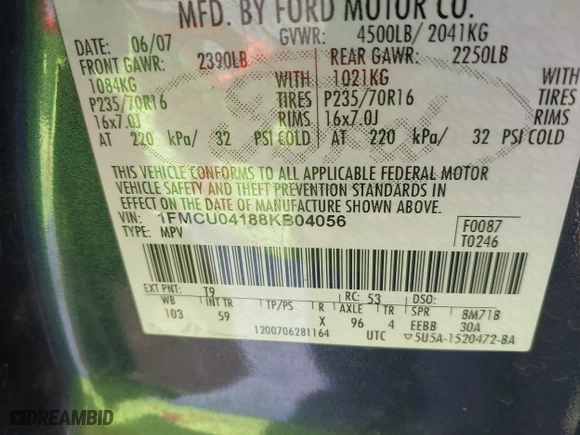 MFD. BY FORD MOTOR CO.
DATE: 06/07 GVWR: 4500LB/ 2041KG
FRONT GAWR: 2390LB REAR GAWR: 2250LB
1084KG WITH 1021KG WITH
P235/70R16 TIRES P235/70R16 TIRES
16x7.0J RIMS 16x7.0J RIMS
AT 220 kPa/ 32 PSI COLD AT 220 kPa/ 32 PSI COLD
THIS VEHICLE CONFORMS TO ALL APPLICABLE FEDERAL MOTOR
VEHICLE SAFETY AND THEFT PREVENTION STANDARDS IN
EFFECT ON THE DATE OF MANUFACTURE SHOWN ABOVE.
VIN: 1FMCU04188KB04056 F0087
TYPE: MPV T0246
EXT PNT: T9 RC: 53 DSO:
WB INT TR TP/PS R AXLE TR SPR 8M71B
103 59 X 96 4 EEBB 30A
1200706281164 UTC ▽5U5A-1520472-BA
Ford
DREAMBID